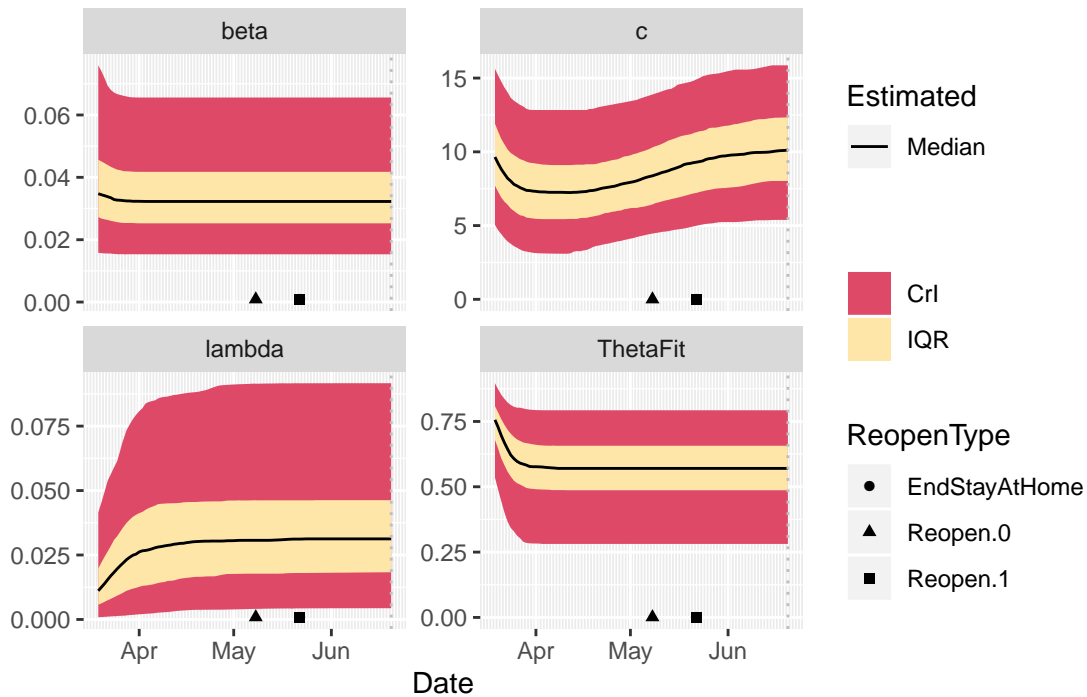 beta
c
0.06
0.04
0.02
0.00
15
10
5
0
lambda
ThetaFit
0.075
0.050
0.025
0.000
0.75
0.50
0.25
0.00
Apr May Jun
Apr May Jun
Date
Estimated
Median
CrI
IQR
ReopenType
EndStayAtHome
Reopen.0
Reopen.1